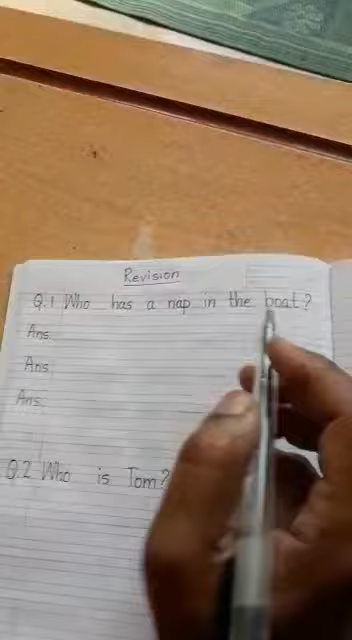 Revision
Q.1 Who has a nap in the boat?
Ans.
Ans.
Ans.
Q.2 Who is Tom?